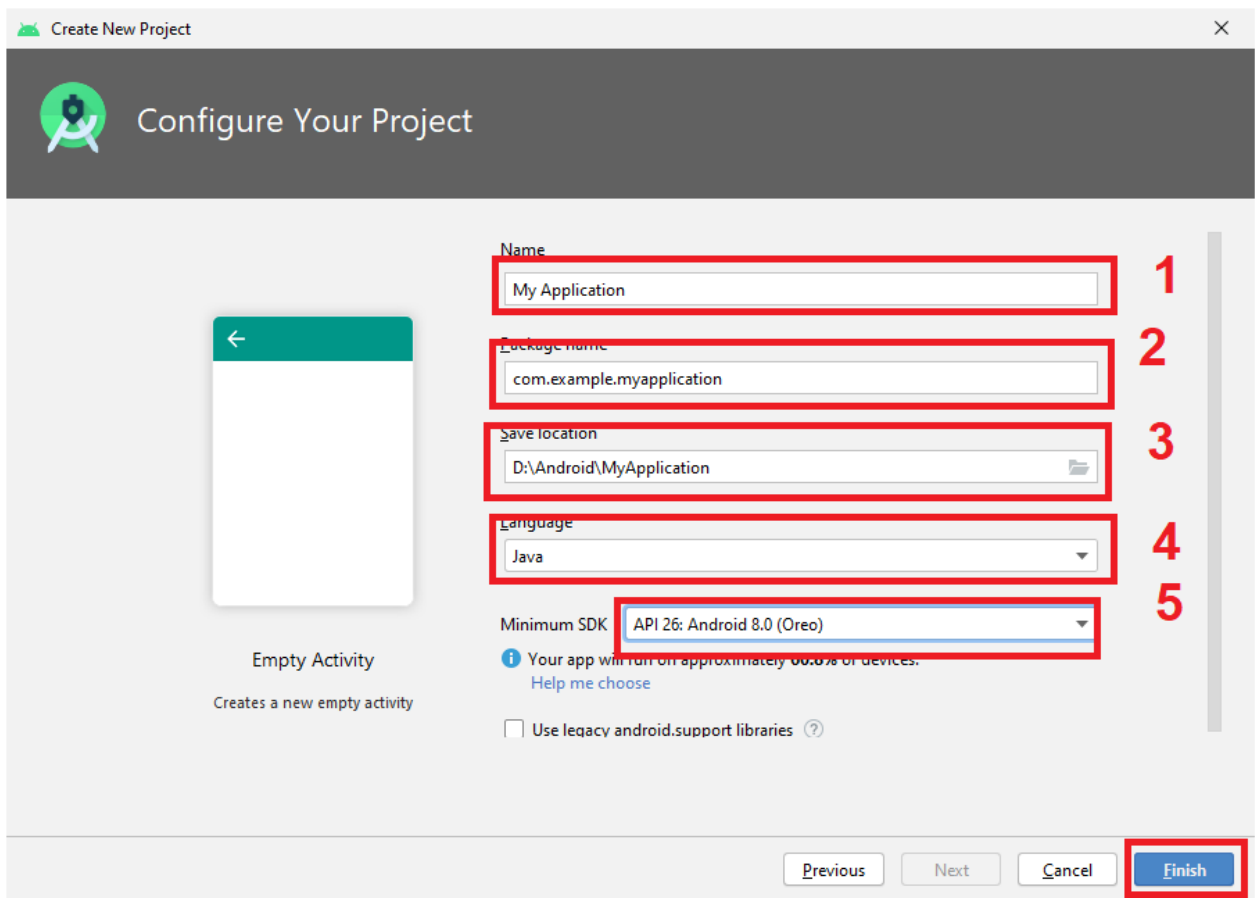 Create New Project
Configure Your Project
Name
My Application
1
Package name
2
com.example.myapplication
Save location
3
D:\Android\MyApplication
Language
4
Java
5
Minimum SDK API 26: Android 8.0 (Oreo)
Your app will run on approximately of devices.
Help me choose
Use legacy android.support libraries ?
Empty Activity
Creates a new empty activity
Previous Next Cancel Finish